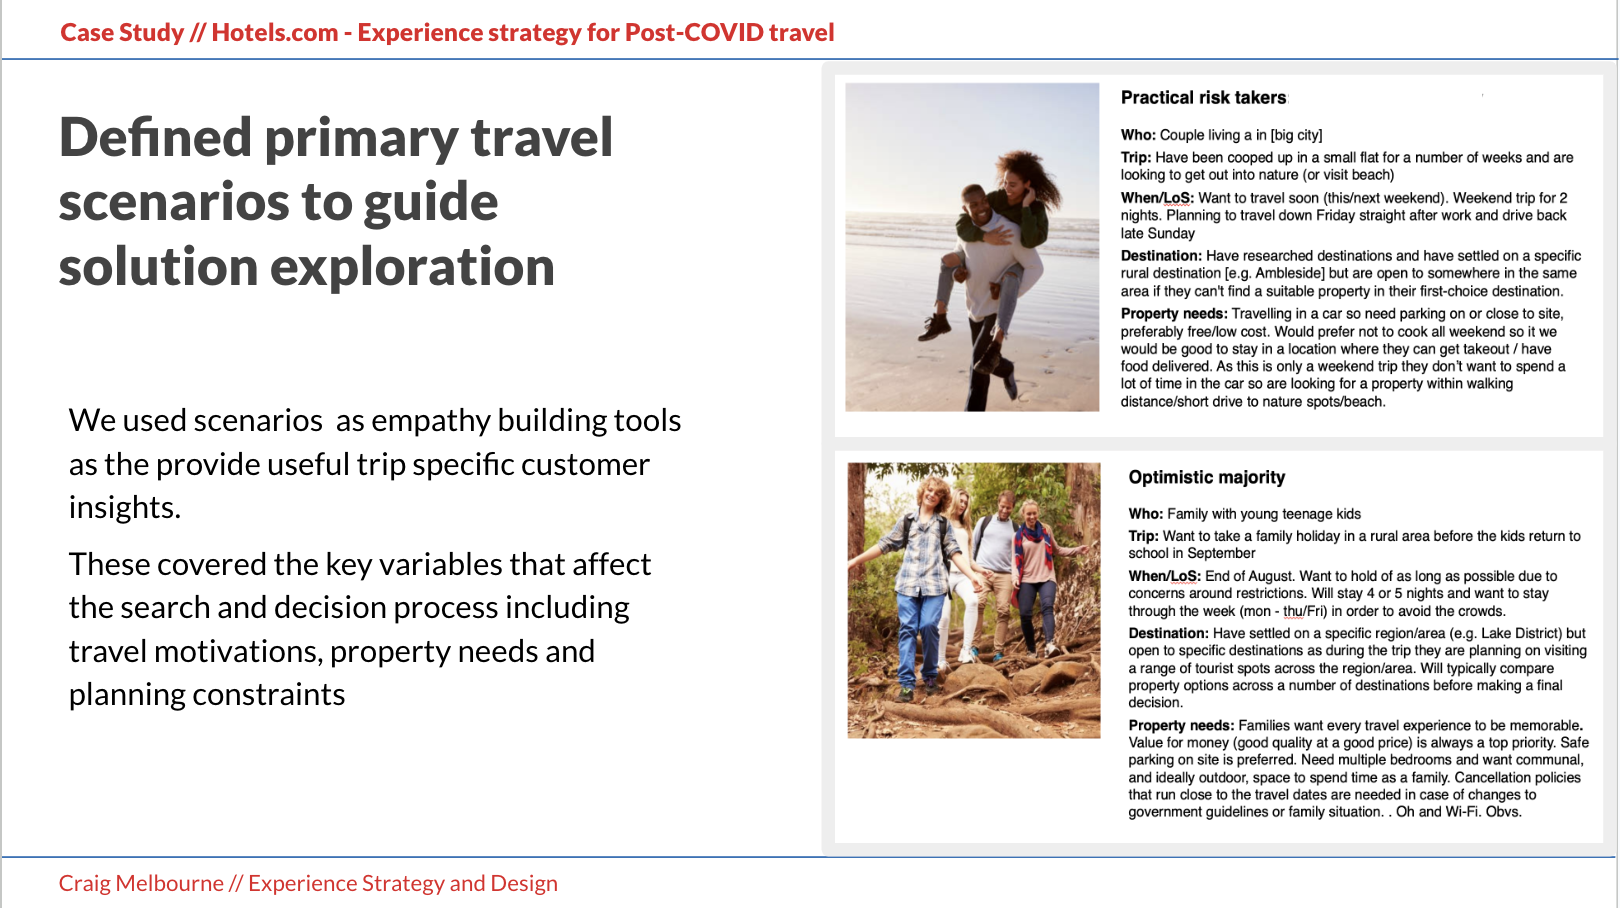 Case Study // Hotels.com - Experience strategy for Post-COVID travel
Defined primary travel
scenarios to guide
solution exploration
We used scenarios  as empathy building tools
as the provide useful trip specific customer
insights.
These covered the key variables that affect
the search and decision process including
travel motivations, property needs and
planning constraints
Practical risk takers:
Who: Couple living a in [big city]
Trip: Have been cooped up in a small flat for a number of weeks and are
looking to get out into nature (or visit beach)
When/LoS: Want to travel soon (this/next weekend). Weekend trip for 2
nights. Planning to travel down Friday straight after work and drive back
late Sunday
Destination: Have researched destinations and have settled on a specific
rural destination [e.g. Ambleside] but are open to somewhere in the same
area if they can't find a suitable property in their first-choice destination.
Property needs: Travelling in a car so need parking on or close to site,
preferably free/low cost. Would prefer not to cook all weekend so it we
would be good to stay in a location where they can get takeout / have
food delivered. As this is only a weekend trip they don't want to spend a
lot of time in the car so are looking for a property within walking
distance/short drive to nature spots/beach.
Optimistic majority
Who: Family with young teenage kids
Trip: Want to take a family holiday in a rural area before the kids return to
school in September
When/LoS: End of August. Want to hold of as long as possible due to
concerns around restrictions. Will stay 4 or 5 nights and want to stay
through the week (mon - thu/Fri) in order to avoid the crowds.
Destination: Have settled on a specific region/area (e.g. Lake District) but
open to specific destinations as during the trip they are planning on visiting
a range of tourist spots across the region/area. Will typically compare
property options across a number of destinations before making a final
decision.
Property needs: Families want every travel experience to be memorable.
Value for money (good quality at a good price) is always a top priority. Safe
parking on site is preferred. Need multiple bedrooms and want communal,
and ideally outdoor, space to spend time as a family. Cancellation policies
that run close to the travel dates are needed in case of changes to
government guidelines or family situation. . Oh and Wi-Fi. Obvs.
Craig Melbourne // Experience Strategy and Design